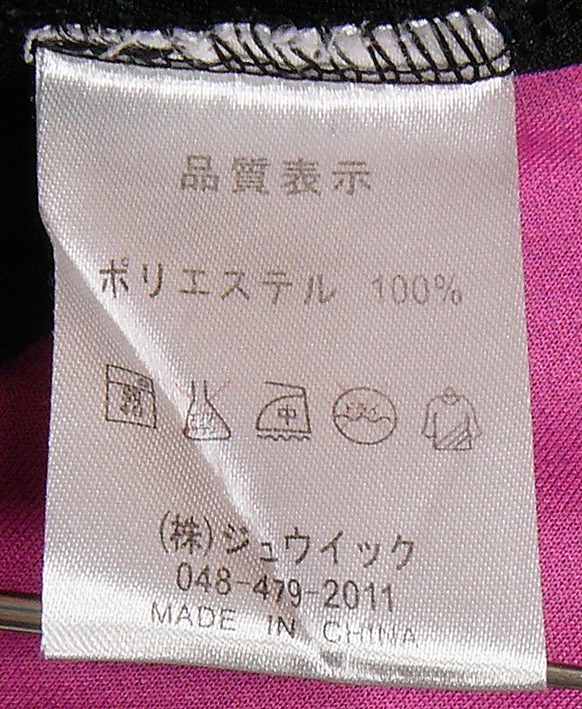 品質表示
ポリエステル 100%
中
(株)ジュウイック
048-479-2011
MADE IN CHINA